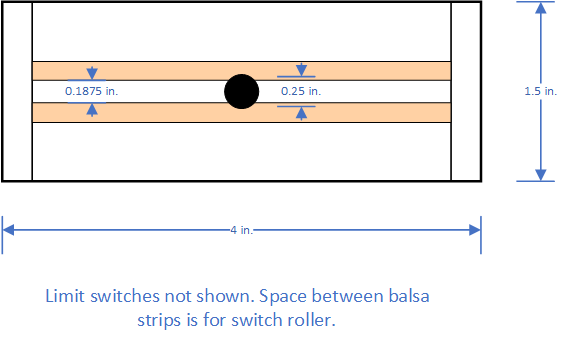 0.1875 in.
0.25 in.
1.5 in.
4 in.
Limit switches not shown. Space between balsa
strips is for switch roller.